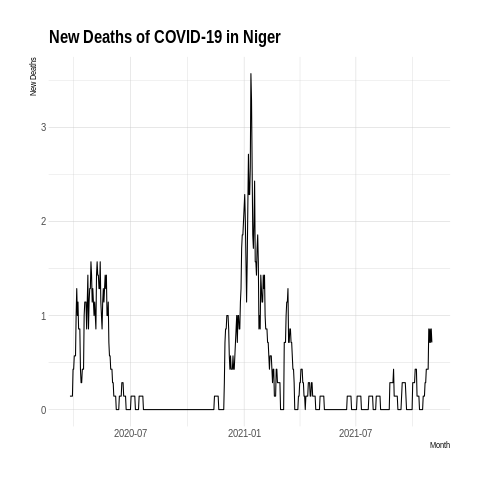 New Deaths of COVID-19 in Niger
New Deaths
3
2
1
0
2020-07
2021-01
2021-07
Month